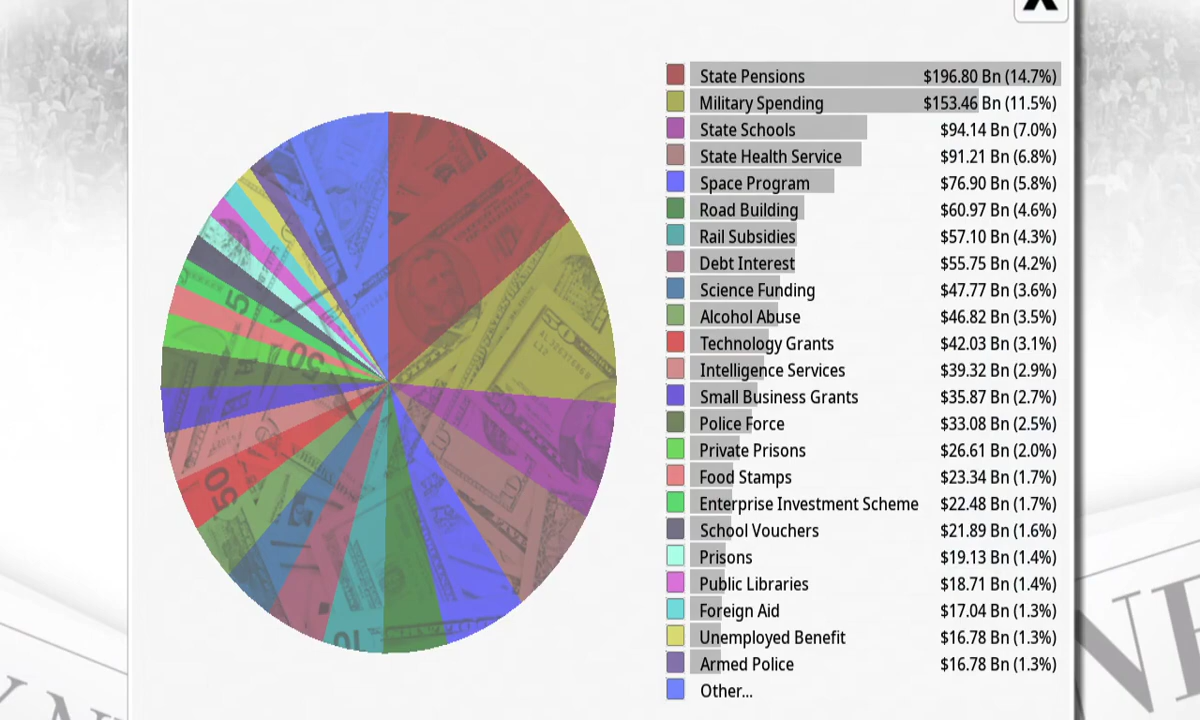 X
State Pensions $196.80 Bn (14.7%)
Military Spending $153.46 Bn (11.5%)
State Schools $94.14 Bn (7.0%)
State Health Service $91.21 Bn (6.8%)
Space Program $76.90 Bn (5.8%)
Road Building $60.97 Bn (4.6%)
Rail Subsidies $57.10 Bn (4.3%)
Debt Interest $55.75 Bn (4.2%)
Science Funding $47.77 Bn (3.6%)
Alcohol Abuse $46.82 Bn (3.5%)
Technology Grants $42.03 Bn (3.1%)
Intelligence Services $39.32 Bn (2.9%)
Small Business Grants $35.87 Bn (2.7%)
Police Force $33.08 Bn (2.5%)
Private Prisons $26.61 Bn (2.0%)
Food Stamps $23.34 Bn (1.7%)
Enterprise Investment Scheme $22.48 Bn (1.7%)
School Vouchers $21.89 Bn (1.6%)
Prisons $19.13 Bn (1.4%)
Public Libraries $18.71 Bn (1.4%)
Foreign Aid $17.04 Bn (1.3%)
Unemployed Benefit $16.78 Bn (1.3%)
Armed Police $16.78 Bn (1.3%)
Other...